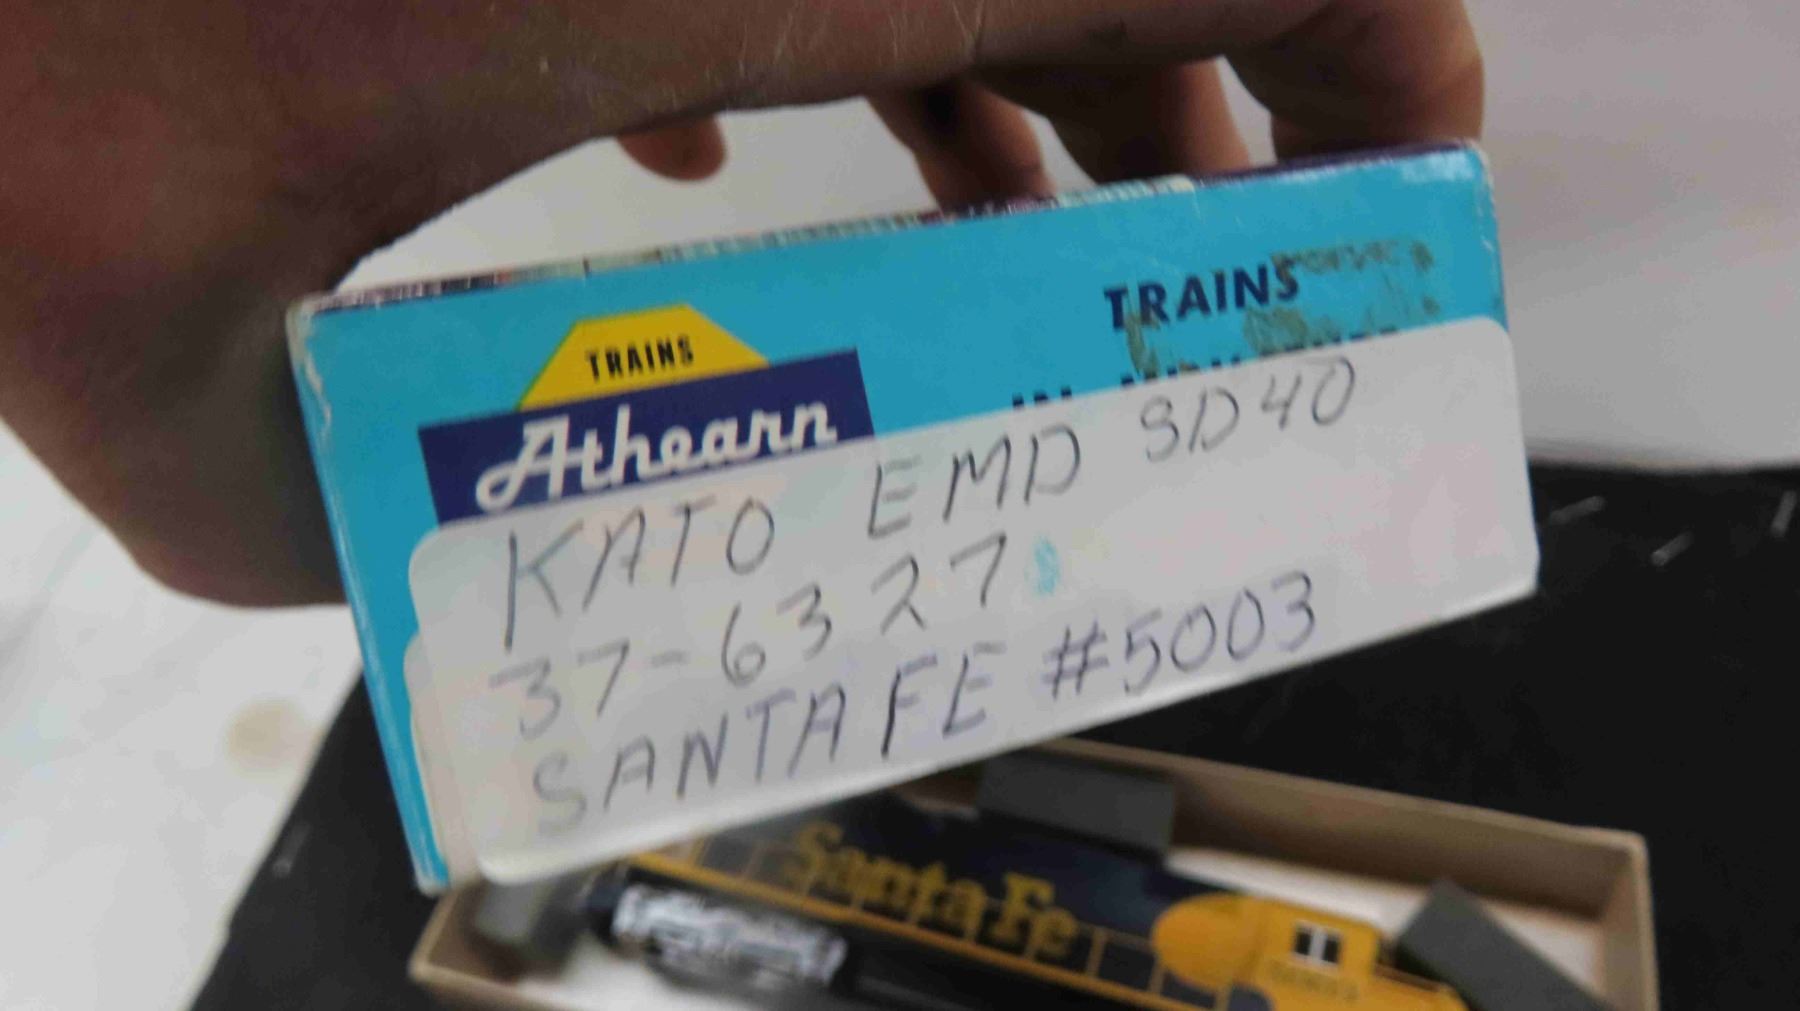 TRAINS
Athearn
TRAINS
KATO EMD SD40
37-6327
SANTA FE #5003
Santa Fe